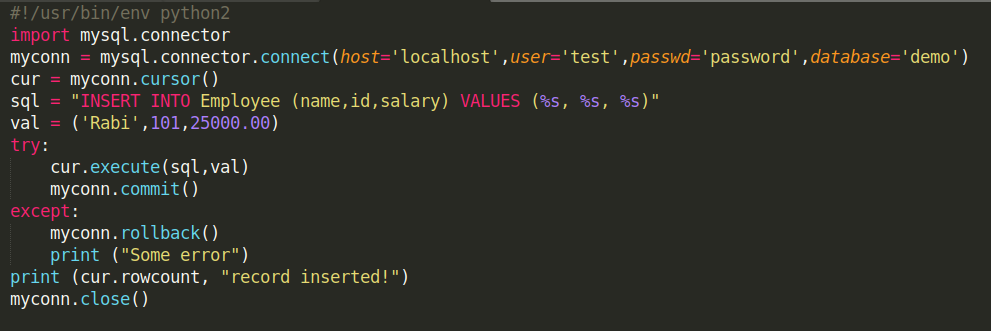 #!/usr/bin/env python2
import mysql.connector
myconn = mysql.connector.connect(host='localhost',user='test',passwd='password',database='demo')
cur = myconn.cursor()
sql = "INSERT INTO Employee (name,id,salary) VALUES (%s, %s, %s)"
val = ('Rabi',101,25000.00)
try:
    cur.execute(sql,val)
    myconn.commit()
except:
    myconn.rollback()
    print ("Some error")
print (cur.rowcount, "record inserted!")
myconn.close()